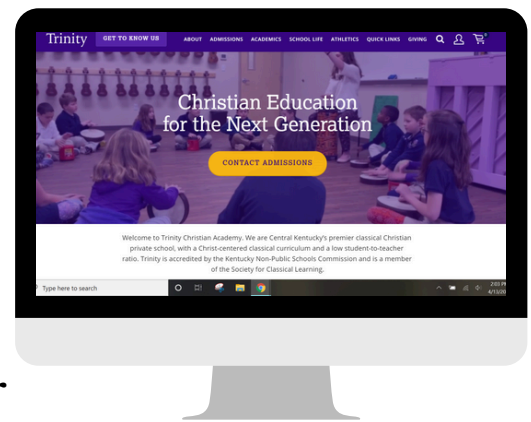 Trinity GET TO KNOW US ABOUT ADMISSIONS ACADEMICS SCHOOL LIFE ATHLETICS QUICK LINKS GIVING
Christian Education
for the Next Generation
CONTACT ADMISSIONS
Welcome to Trinity Christian Academy. We are Central Kentucky's premier classical Christian
private school, with a Christ-centered classical curriculum and a low student-to-teacher
ratio. Trinity is accredited by the Kentucky Non-Public Schools Commission and is a member
of the Society for Classical Learning.
Type here to search
2:03